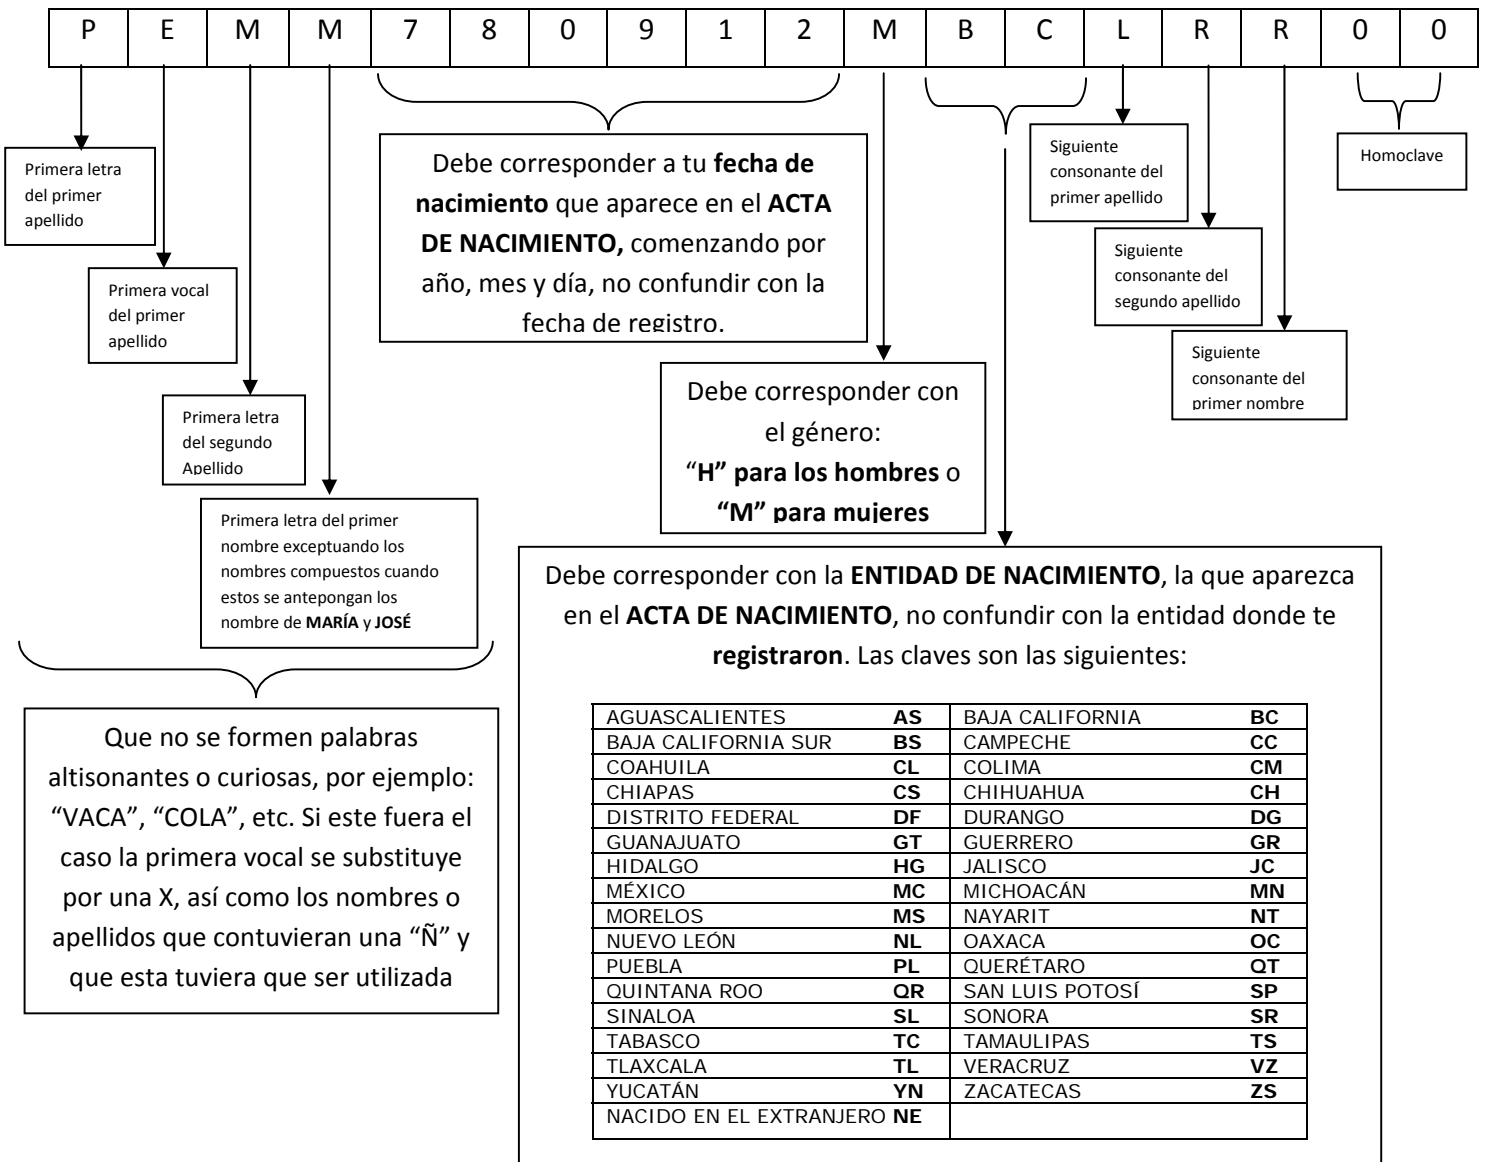 P E M M 7 8 0 9 1 2 M B C L R R 0 0
Primera letra
del primer
apellido
Primera vocal
del primer
apellido
Primera letra
del segundo
Apellido
Primera letra del primer
nombre exceptuando los
nombres compuestos cuando
estos se antepongan los
nombre de MARÍA y JOSÉ
Que no se formen palabras
altisonantes o curiosas, por ejemplo:
“VACA”, “COLA”, etc. Si este fuera el
caso la primera vocal se substituye
por una X, así como los nombres o
apellidos que contuvieran una “Ñ” y
que esta tuviera que ser utilizada
Debe corresponder a tu fecha de
nacimiento que aparece en el ACTA
DE NACIMIENTO, comenzando por
año, mes y día, no confundir con la
fecha de registro.
Debe corresponder con
el género:
“H” para los hombres o
“M” para mujeres
Siguiente
consonante del
primer apellido
Siguiente
consonante del
segundo apellido
Siguiente
consonante del
primer nombre
Homoclave
Debe corresponder con la ENTIDAD DE NACIMIENTO, la que aparezca
en el ACTA DE NACIMIENTO, no confundir con la entidad donde te
registraron. Las claves son las siguientes:
AGUASCALIENTES AS BAJA CALIFORNIA BC
BAJA CALIFORNIA SUR BS CAMPECHE CC
COAHUILA CL COLIMA CM
CHIAPAS CS CHIHUAHUA CH
DISTRITO FEDERAL DF DURANGO DG
GUANAJUATO GT GUERRERO GR
HIDALGO HG JALISCO JC
MÉXICO MC MICHOACÁN MN
MORELOS MS NAYARIT NT
NUEVO LEÓN NL OAXACA OC
PUEBLA PL QUERÉTARO QT
QUINTANA ROO QR SAN LUIS POTOSÍ SP
SINALOA SL SONORA SR
TABASCO TC TAMAULIPAS TS
TLAXCALA TL VERACRUZ VZ
YUCATÁN YN ZACATECAS ZS
NACIDO EN EL EXTRANJERO NE